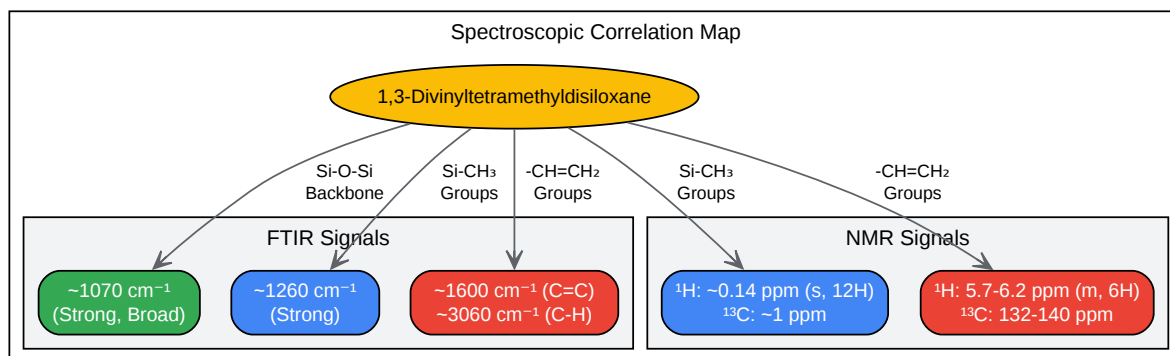 Spectroscopic Correlation Map
1,3-Divinyltetramethyldisiloxane
Si-O-Si
Backbone
Si-CH₃
Groups
-CH=CH₂
Groups
Si-CH₃
Groups
-CH=CH₂
Groups
FTIR Signals
~1070 cm⁻¹
(Strong, Broad)
~1260 cm⁻¹
(Strong)
~1600 cm⁻¹ (C=C)
~3060 cm⁻¹ (C-H)
NMR Signals
¹H: ~0.14 ppm (s, 12H)
¹³C: ~1 ppm
¹H: 5.7-6.2 ppm (m, 6H)
¹³C: 132-140 ppm